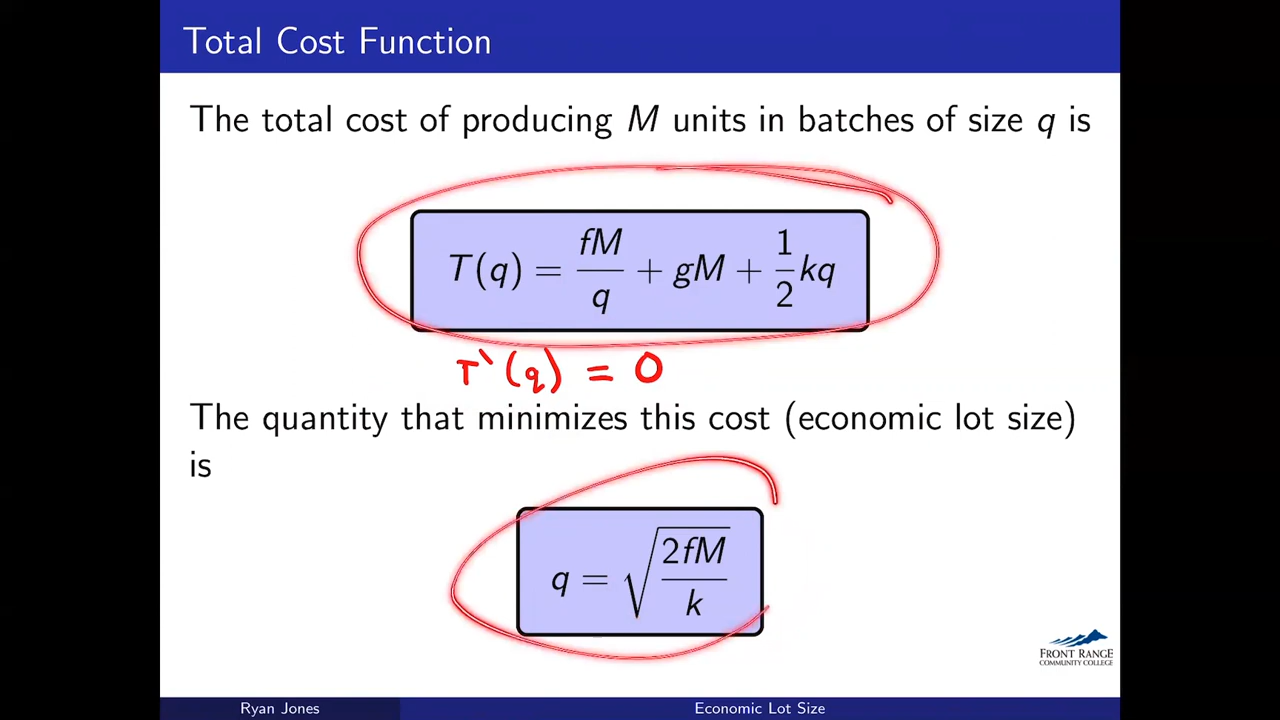 Total Cost Function
The total cost of producing M units in batches of size q is
T(q) = fM/q + gM + 1/2 kq
T'(q) = 0
The quantity that minimizes this cost (economic lot size)
is
q = √(2fM/k)
FRONT RANGE
COMMUNITY COLLEGE
Ryan Jones
Economic Lot Size